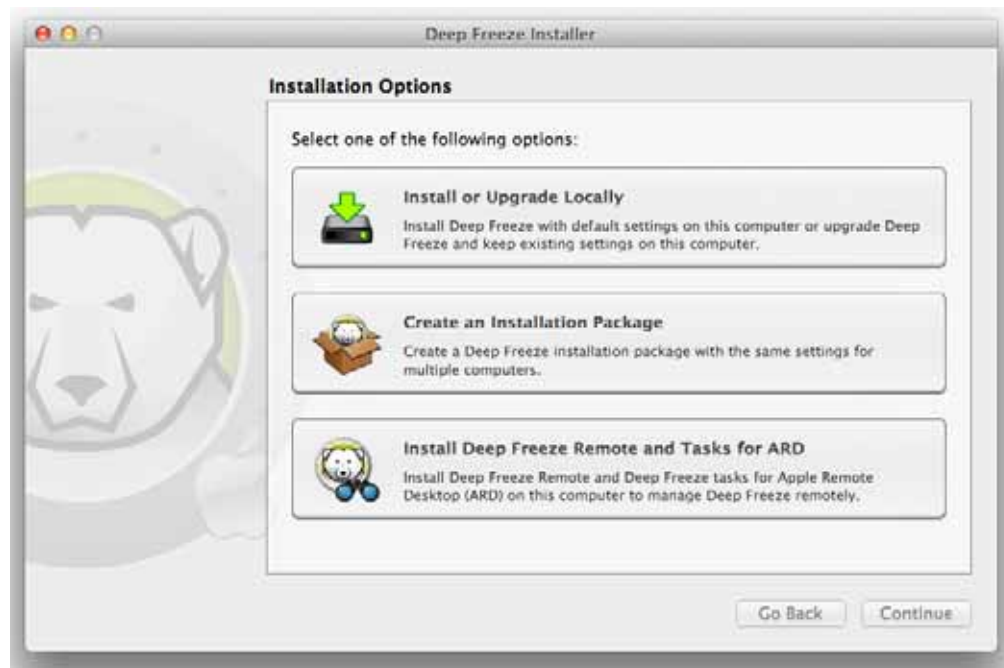 Deep Freeze Installer
Installation Options
Select one of the following options:
Install or Upgrade Locally
Install Deep Freeze with default settings on this computer or upgrade Deep
Freeze and keep existing settings on this computer.
Create an Installation Package
Create a Deep Freeze installation package with the same settings for
multiple computers.
Install Deep Freeze Remote and Tasks for ARD
Install Deep Freeze Remote and Deep Freeze tasks for Apple Remote
Desktop (ARD) on this computer to manage Deep Freeze remotely.
Go Back
Continue